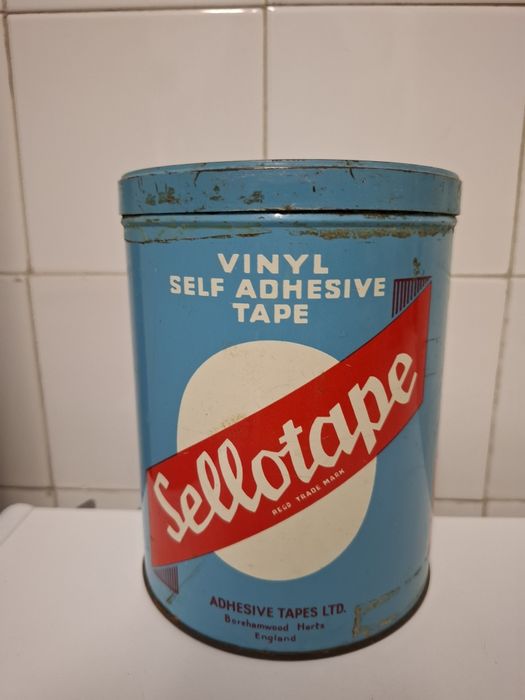 VINYL
SELF ADHESIVE
TAPE
Sellotape
REGD TRADE MARK
ADHESIVE TAPES LTD.
Borehamwood Herts
England